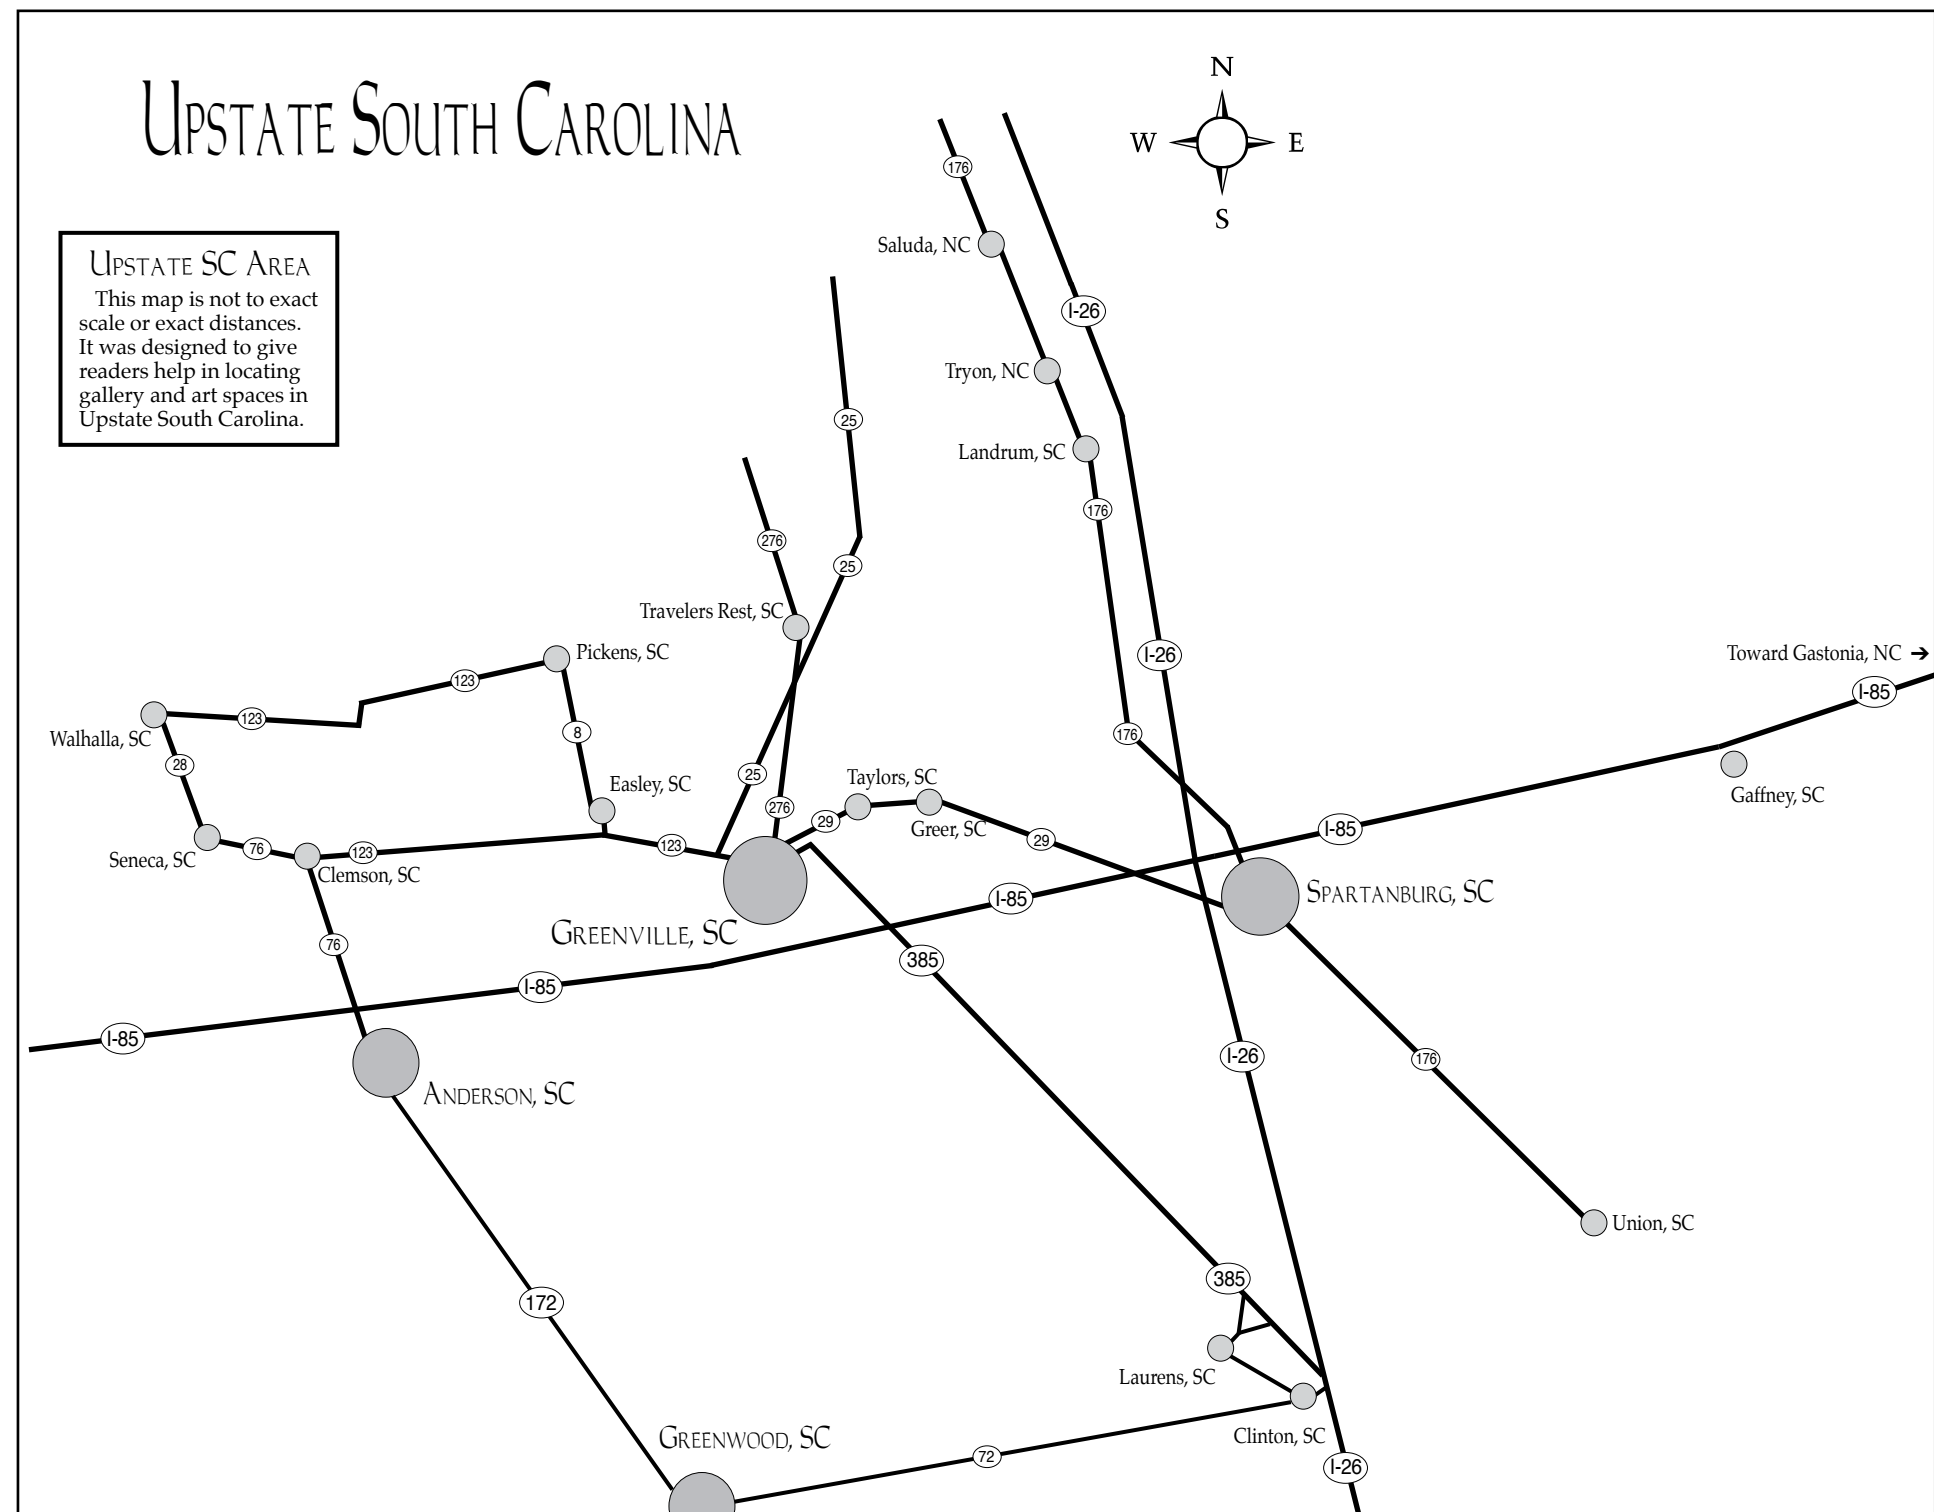 Upstate South Carolina
N
W E
S
Upstate SC Area
This map is not to exact
scale or exact distances.
It was designed to give
readers help in locating
gallery and art spaces in
Upstate South Carolina.
176
Saluda, NC
I-26
Tryon, NC
25
Landrum, SC
176
276
25
Travelers Rest, SC
Pickens, SC
I-26
Toward Gastonia, NC ➔
123
I-85
123
Walhalla, SC
8
176
28
25
Taylors, SC
Gaffney, SC
Easley, SC
276
29
Greer, SC
I-85
29
123
76
123
Seneca, SC
Clemson, SC
Spartanburg, SC
I-85
Greenville, SC
76
385
I-85
I-85
I-26
176
Anderson, SC
Union, SC
385
172
Laurens, SC
Greenwood, SC
Clinton, SC
72
I-26